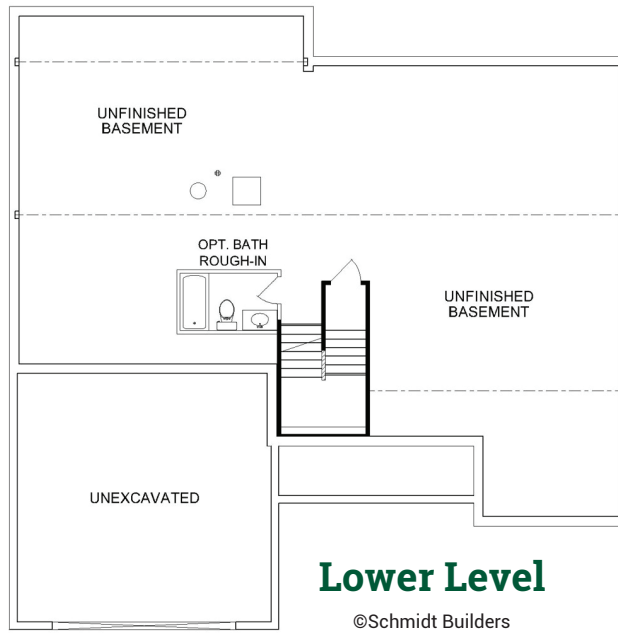 UNFINISHED
BASEMENT
OPT. BATH
ROUGH-IN
UNFINISHED
BASEMENT
UNEXCAVATED
Lower Level
©Schmidt Builders